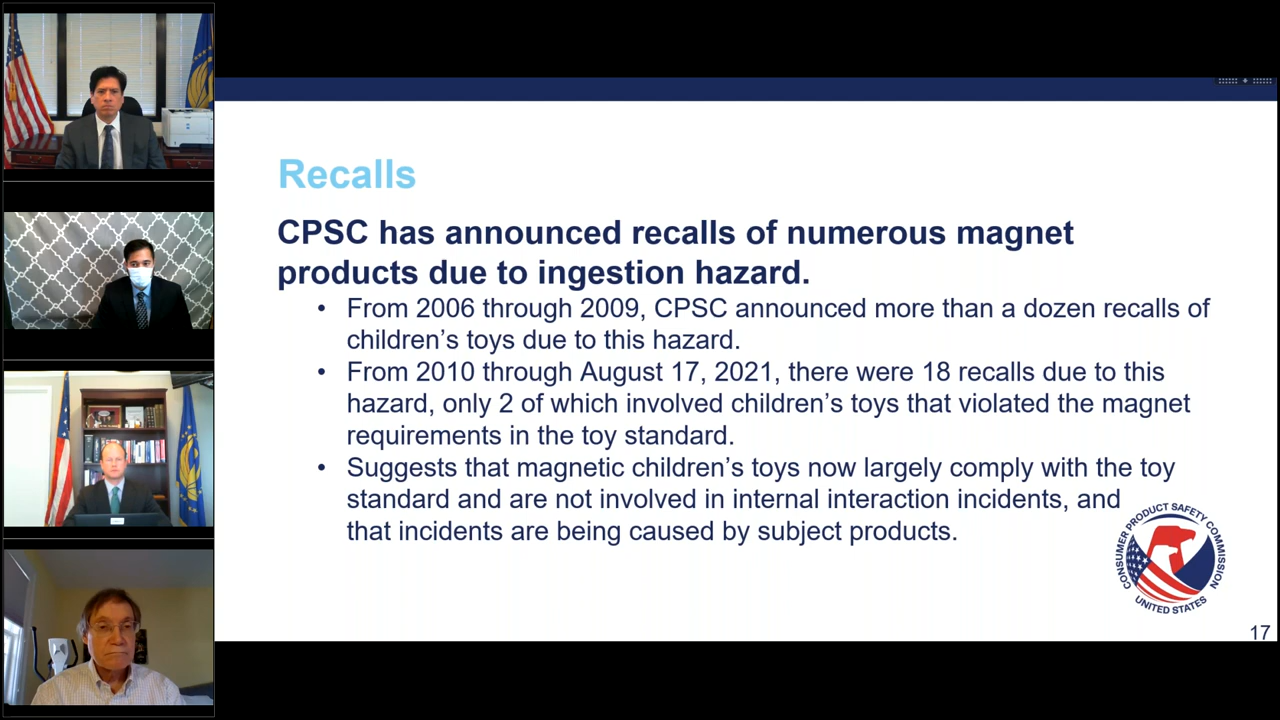 Recalls
CPSC has announced recalls of numerous magnet
products due to ingestion hazard.
• From 2006 through 2009, CPSC announced more than a dozen recalls of
children's toys due to this hazard.
• From 2010 through August 17, 2021, there were 18 recalls due to this
hazard, only 2 of which involved children's toys that violated the magnet
requirements in the toy standard.
• Suggests that magnetic children's toys now largely comply with the toy
standard and are not involved in internal interaction incidents, and
that incidents are being caused by subject products.
CONSUMER PRODUCT SAFETY COMMISSION
UNITED STATES
17